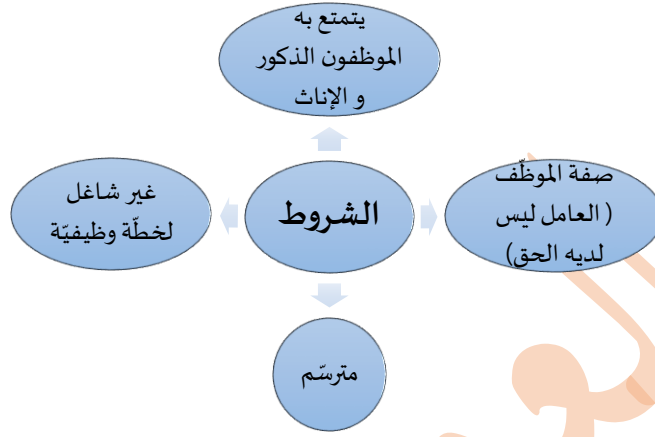 يتمتع به
الموظفون الذكور
و الإناث
صفة الموظّف
( العامل ليس
لديه الحق)
الشروط
غير شاغل
لخطّة وظيفيّة
مترسّم